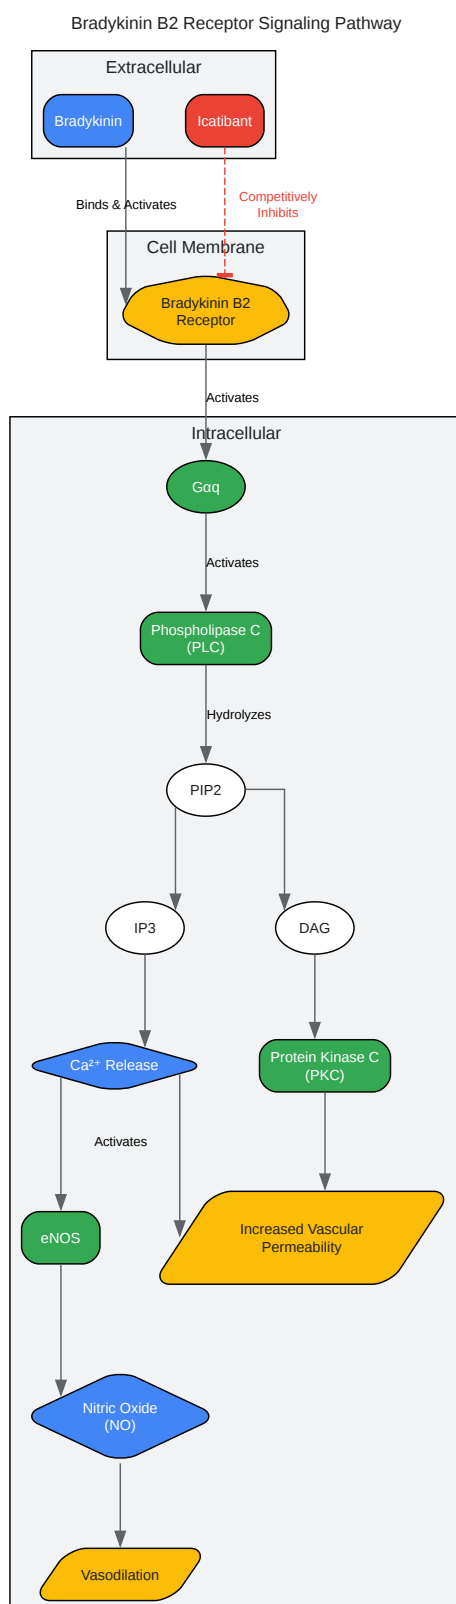 Bradykinin B2 Receptor Signaling Pathway
Extracellular
Bradykinin
Icatibant
Binds & Activates
Competitively
Inhibits
Cell Membrane
Bradykinin B2
Receptor
Activates
Intracellular
Gαq
Activates
Phospholipase C
(PLC)
Hydrolyzes
PIP2
IP3
DAG
Ca²⁺ Release
Protein Kinase C
(PKC)
Activates
eNOS
Increased Vascular
Permeability
Nitric Oxide
(NO)
Vasodilation